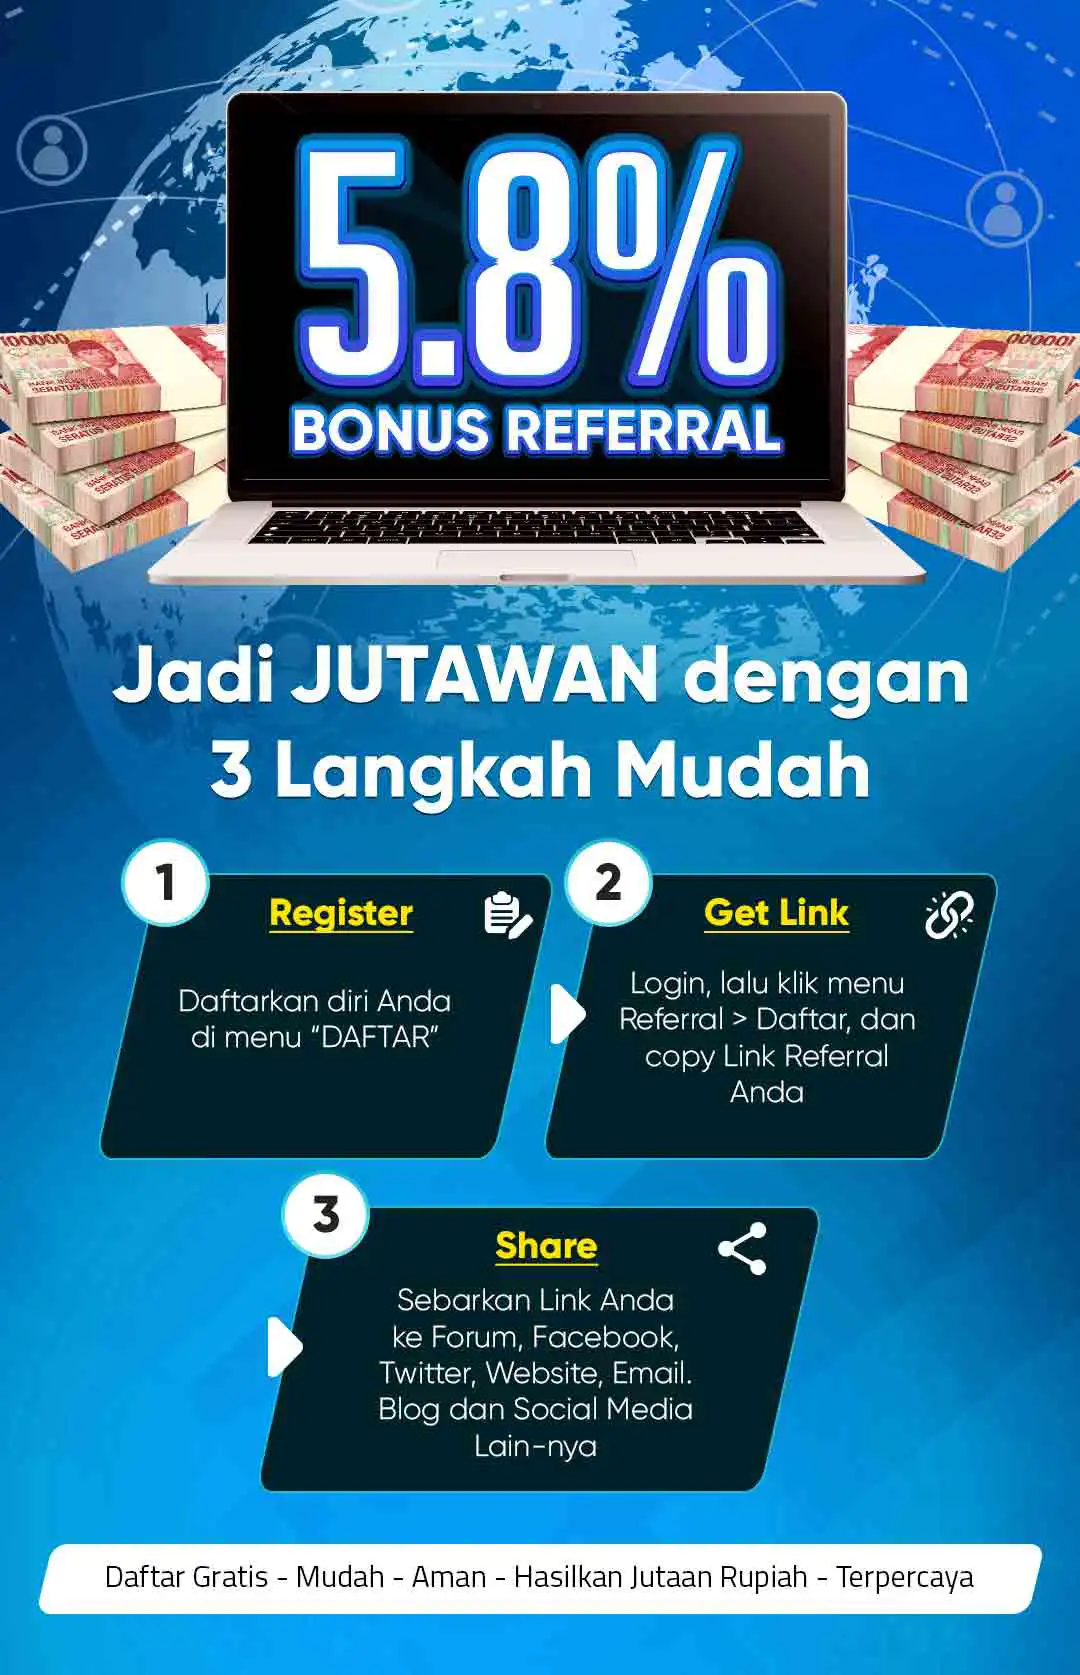 5.8%
BONUS REFERRAL
100000
Jadi JUTAWAN dengan
3 Langkah Mudah
1
Register
Daftarkan diri Anda
di menu “DAFTAR”
2
Get Link
Login, lalu klik menu
Referral > Daftar, dan
copy Link Referral
Anda
3
Share
Sebarkan Link Anda
ke Forum, Facebook,
Twitter, Website, Email.
Blog dan Social Media
Lain-nya
Daftar Gratis - Mudah - Aman - Hasilkan Jutaan Rupiah - Terpercaya